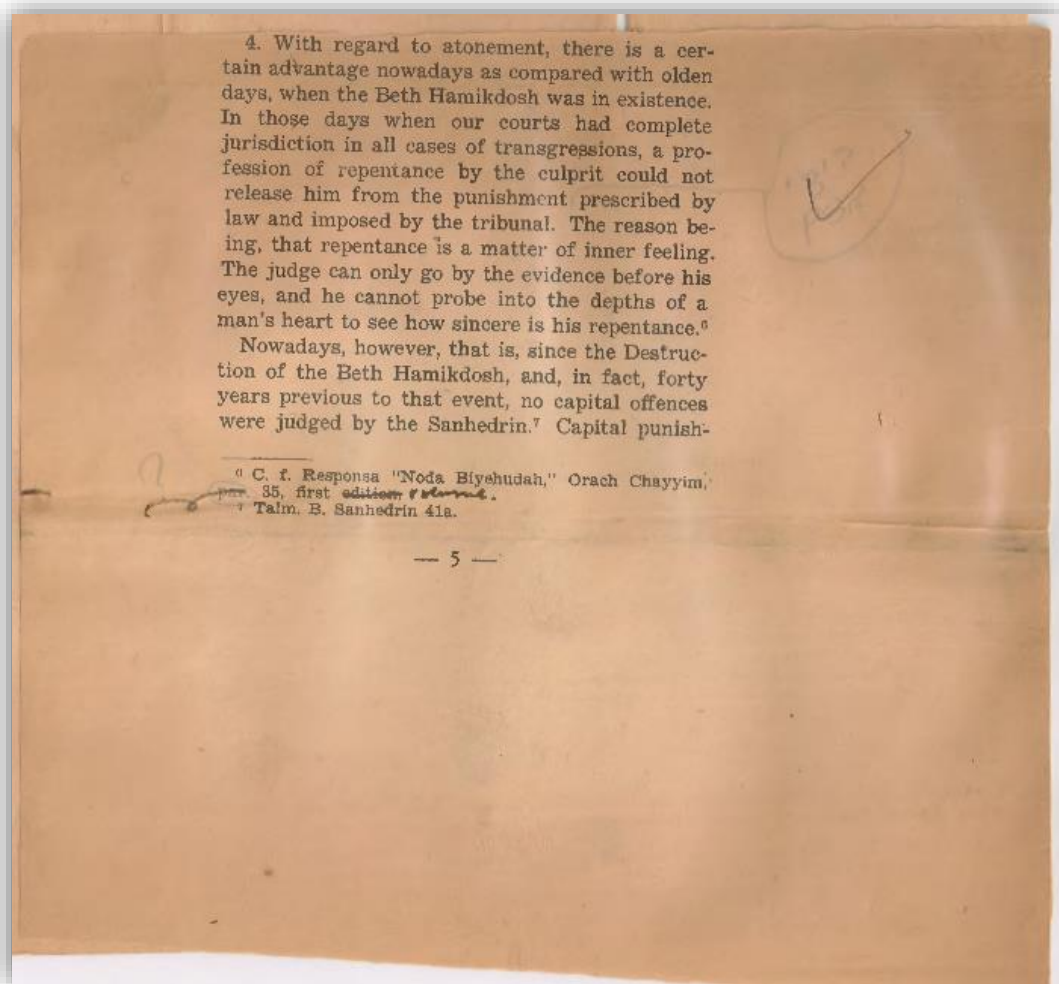 4. With regard to atonement, there is a cer-
tain advantage nowadays as compared with olden
days, when the Beth Hamikdosh was in existence.
In those days when our courts had complete
jurisdiction in all cases of transgressions, a pro-
fession of repentance by the culprit could not
release him from the punishment prescribed by
law and imposed by the tribunal. The reason be-
ing, that repentance is a matter of inner feeling.
The judge can only go by the evidence before his
eyes, and he cannot probe into the depths of a
man's heart to see how sincere is his repentance.⁶
Nowadays, however, that is, since the Destruc-
tion of the Beth Hamikdosh, and, in fact, forty
years previous to that event, no capital offences
were judged by the Sanhedrin.⁷ Capital punish-
⁶ C. f. Responsa "Noda Biyehudah," Orach Chayyim,
par. 35, first edition volume.
⁷ Talm. B. Sanhedrin 41a.
— 5 —